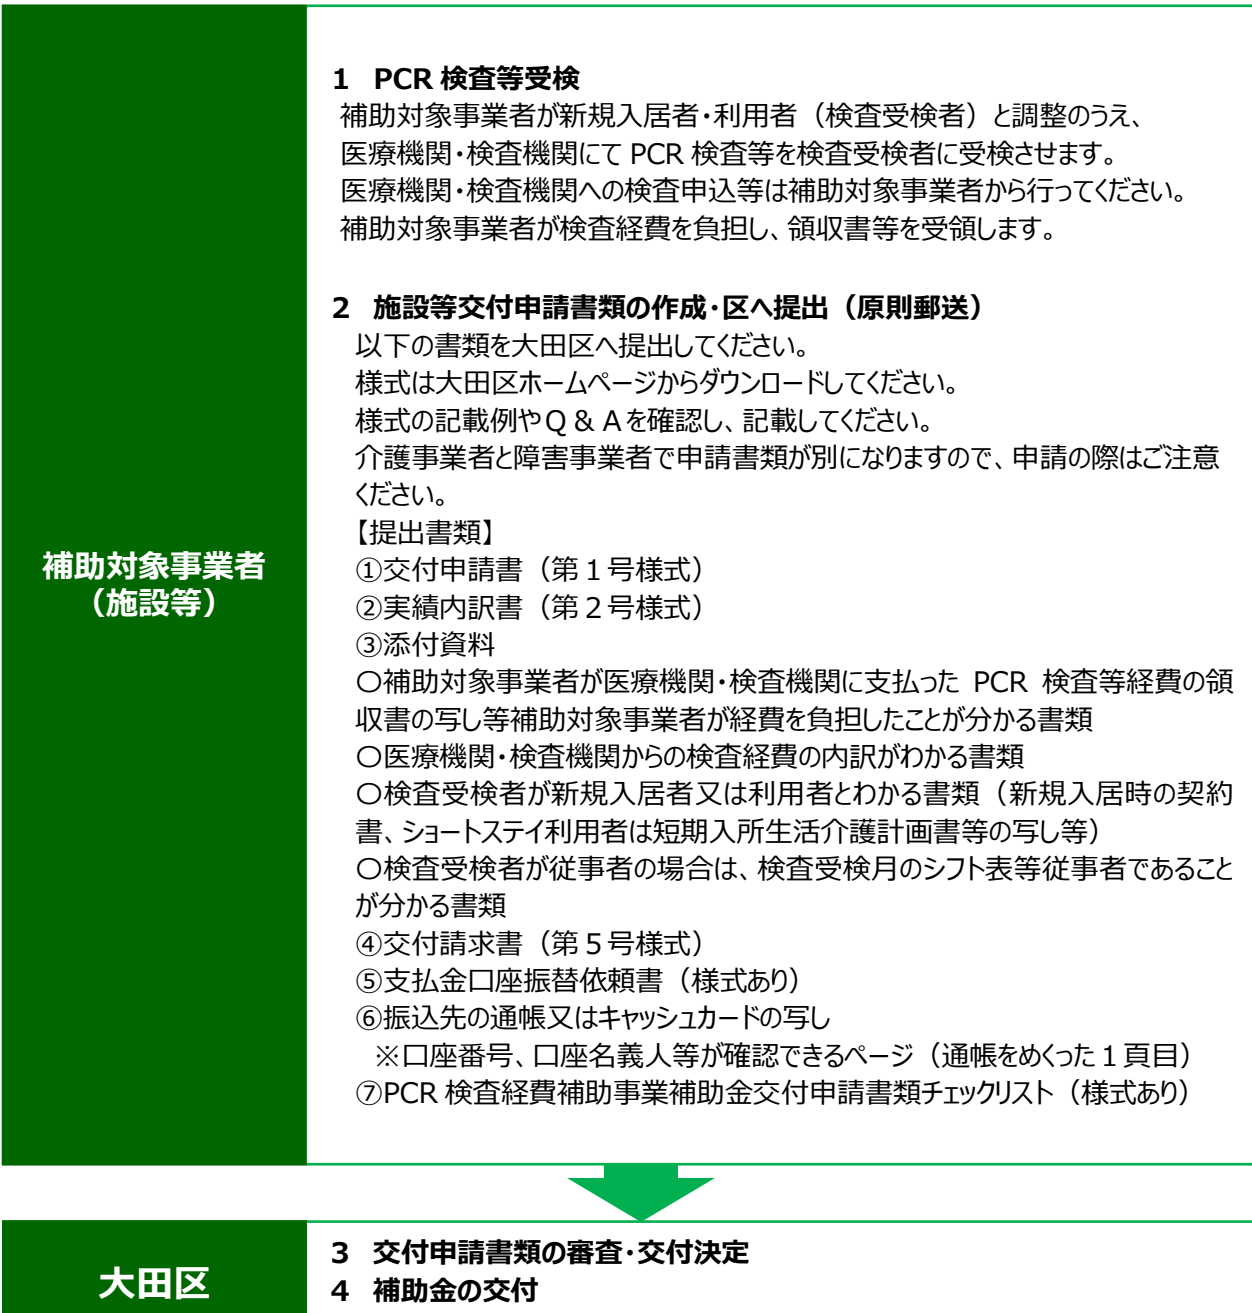 補助対象事業者
（施設等）
1 PCR 検査等受検
補助対象事業者が新規入居者・利用者（検査受検者）と調整のうえ、
医療機関・検査機関にて PCR 検査等を検査受検者に受検させます。
医療機関・検査機関への検査申込等は補助対象事業者から行ってください。
補助対象事業者が検査経費を負担し、領収書等を受領します。
2 施設等交付申請書類の作成・区へ提出（原則郵送）
以下の書類を大田区へ提出してください。
様式は大田区ホームページからダウンロードしてください。
様式の記載例やＱ＆Ａを確認し、記載してください。
介護事業者と障害事業者で申請書類が別になりますので、申請の際はご注意
ください。
【提出書類】
①交付申請書（第１号様式）
②実績内訳書（第２号様式）
③添付資料
〇補助対象事業者が医療機関・検査機関に支払った PCR 検査等経費の領
収書の写し等補助対象事業者が経費を負担したことが分かる書類
〇医療機関・検査機関からの検査経費の内訳がわかる書類
〇検査受検者が新規入居者又は利用者とわかる書類（新規入居時の契約
書、ショートステイ利用者は短期入所生活介護計画書等の写し等）
〇検査受検者が従事者の場合は、検査受検月のシフト表等従事者であること
が分かる書類
④交付請求書（第５号様式）
⑤支払金口座振替依頼書（様式あり）
⑥振込先の通帳又はキャッシュカードの写し
※口座番号、口座名義人等が確認できるページ（通帳をめくった１頁目）
⑦PCR 検査経費補助事業補助金交付申請書類チェックリスト（様式あり）
大田区
3 交付申請書類の審査・交付決定
4 補助金の交付